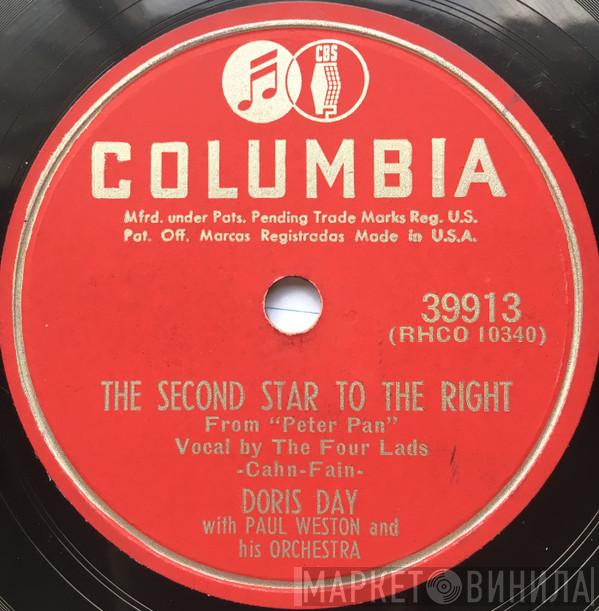 CBS
COLUMBIA
Mfrd. under Pats. Pending Trade Marks Reg. U.S.
Pat. Off. Marcas Registradas Made in U.S.A.
39913
(RHCO 10340)
THE SECOND STAR TO THE RIGHT
From "Peter Pan"
Vocal by The Four Lads
-Cahn-Fain-
DORIS DAY
with PAUL WESTON and
his ORCHESTRA
МАРКЕТ ВИНИЛА